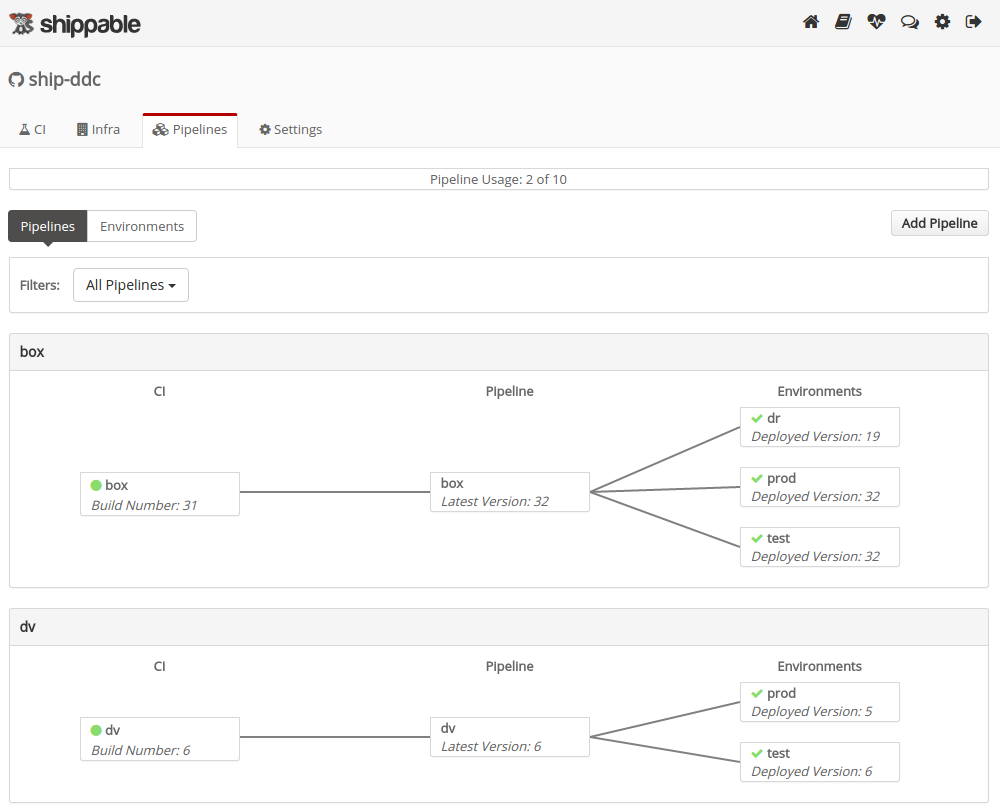 shippable
ship-ddc
CI Infra Pipelines Settings
Pipeline Usage: 2 of 10
Pipelines Environments Add Pipeline
Filters: All Pipelines
box
CI Pipeline Environments
dr
Deployed Version: 19
box
Build Number: 31
box
Latest Version: 32
prod
Deployed Version: 32
test
Deployed Version: 32
dv
CI Pipeline Environments
prod
Deployed Version: 5
dv
Build Number: 6
dv
Latest Version: 6
test
Deployed Version: 6